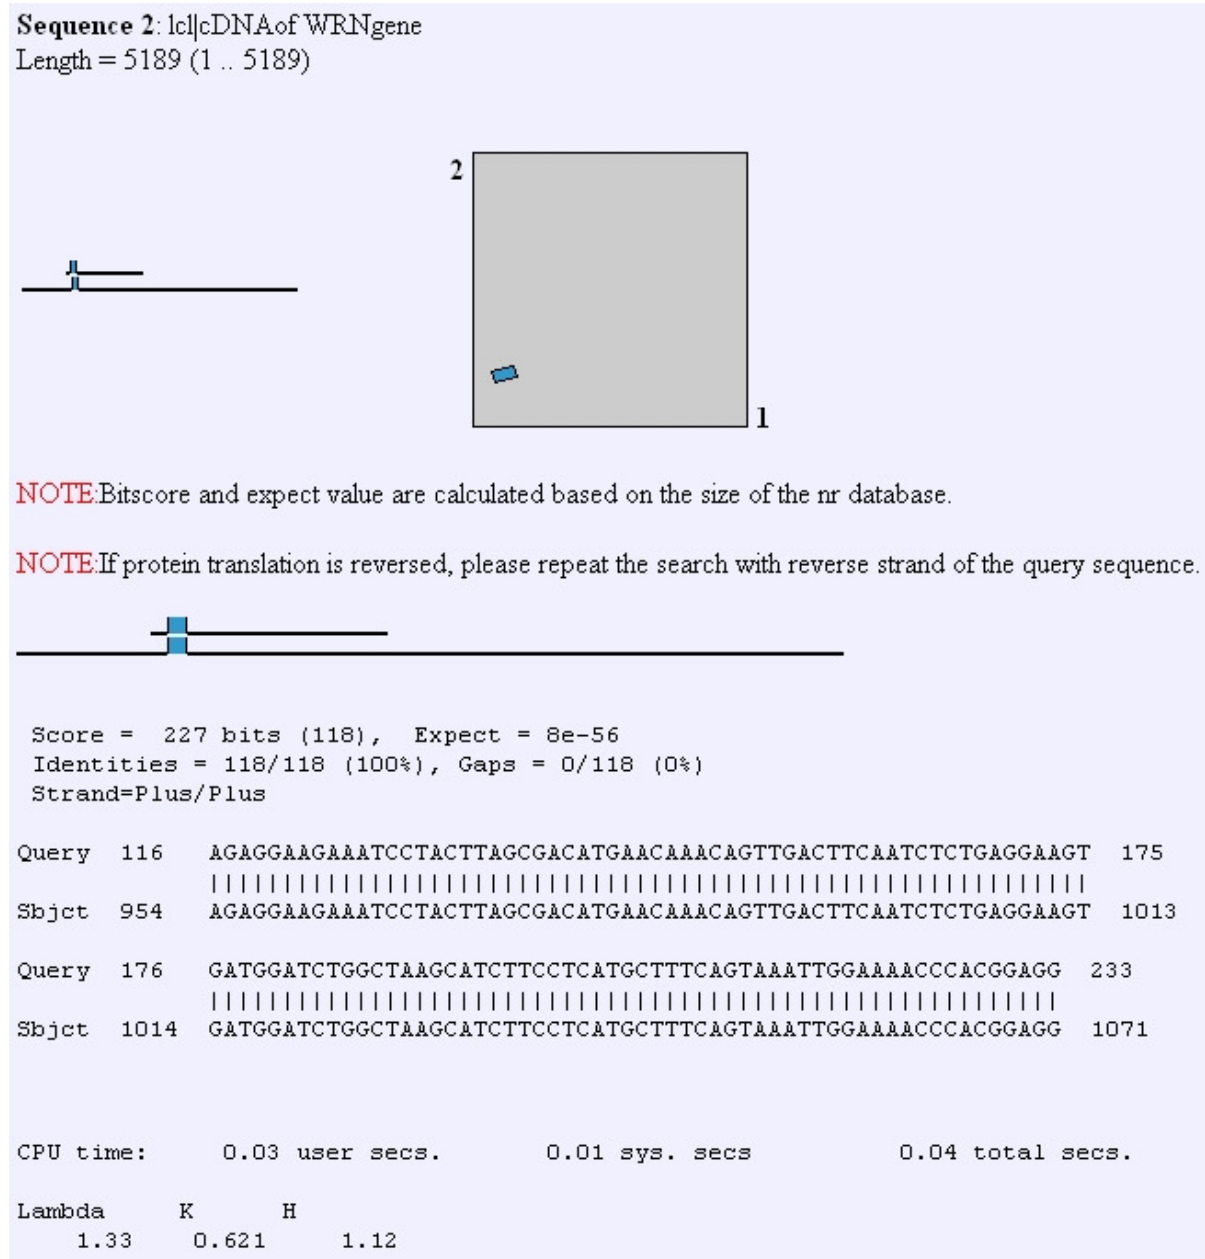 Sequence 2: lcl|cDNAof WRNgene
Length = 5189 (1 .. 5189)
2
1
NOTE:Bitscore and expect value are calculated based on the size of the nr database.
NOTE:If protein translation is reversed, please repeat the search with reverse strand of the query sequence.
Score = 227 bits (118), Expect = 8e-56
Identities = 118/118 (100%), Gaps = 0/118 (0%)
Strand=Plus/Plus
Query 116 AGAGGAAGAAATCCTACTTAGCGACATGAACAAACAGTTGACTTCAATCTCTGAGGAAGT 175
||||||||||||||||||||||||||||||||||||||||||||||||||||||||||||
Sbjct 954 AGAGGAAGAAATCCTACTTAGCGACATGAACAAACAGTTGACTTCAATCTCTGAGGAAGT 1013
Query 176 GATGGATCTGGCTAAGCATCTTCCTCATGCTTTCAGTAAATTGGAAAACCCACGGAGG 233
||||||||||||||||||||||||||||||||||||||||||||||||||||||||||
Sbjct 1014 GATGGATCTGGCTAAGCATCTTCCTCATGCTTTCAGTAAATTGGAAAACCCACGGAGG 1071
CPU time: 0.03 user secs. 0.01 sys. secs 0.04 total secs.
Lambda K H
1.33 0.621 1.12